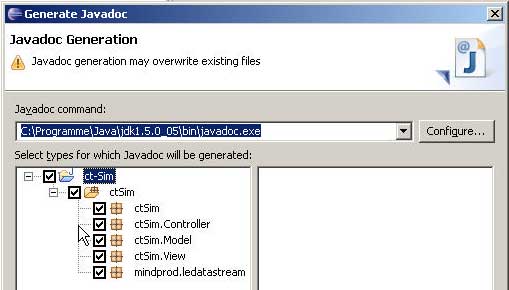 Generate Javadoc
Javadoc Generation
Javadoc generation may overwrite existing files
@
J
Javadoc command:
C:\Programme\Java\jdk1.5.0_05\bin\javadoc.exe
Configure...
Select types for which Javadoc will be generated:
ct-Sim
ctSim
ctSim
ctSim.Controller
ctSim.Model
ctSim.View
mindprod.ledatastream